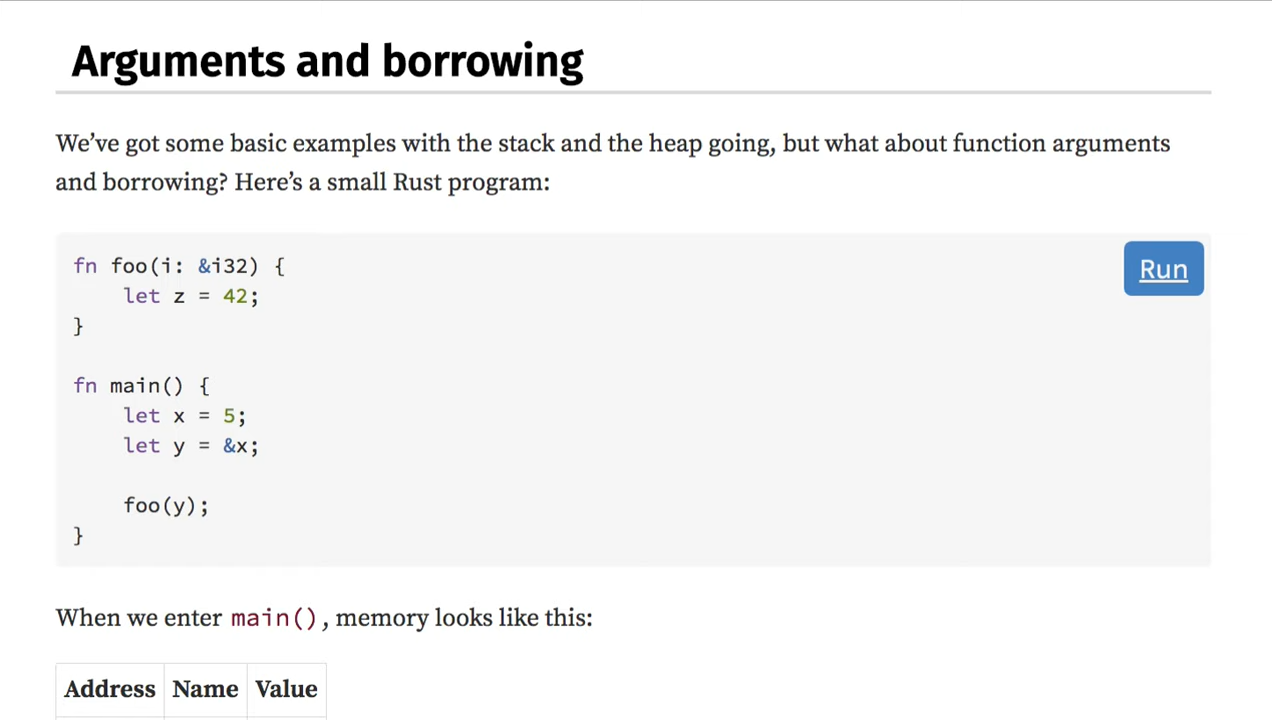 Arguments and borrowing
We’ve got some basic examples with the stack and the heap going, but what about function arguments
and borrowing? Here’s a small Rust program:
Run
fn foo(i: &i32) {
    let z = 42;
}
fn main() {
    let x = 5;
    let y = &x;
    foo(y);
}
When we enter main(), memory looks like this:
Address Name Value